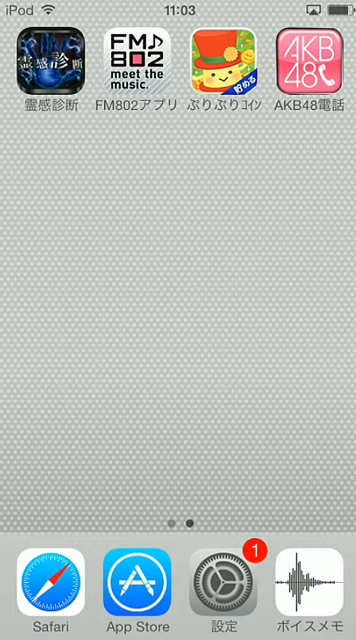 iPod 11:03
霊感診断
FM♪
802
meet the
music.
貯める
AKB
48
霊感診断 FM802アプリ ぷりぷりコイン AKB48電話
1
Safari App Store 設定 ボイスメモ